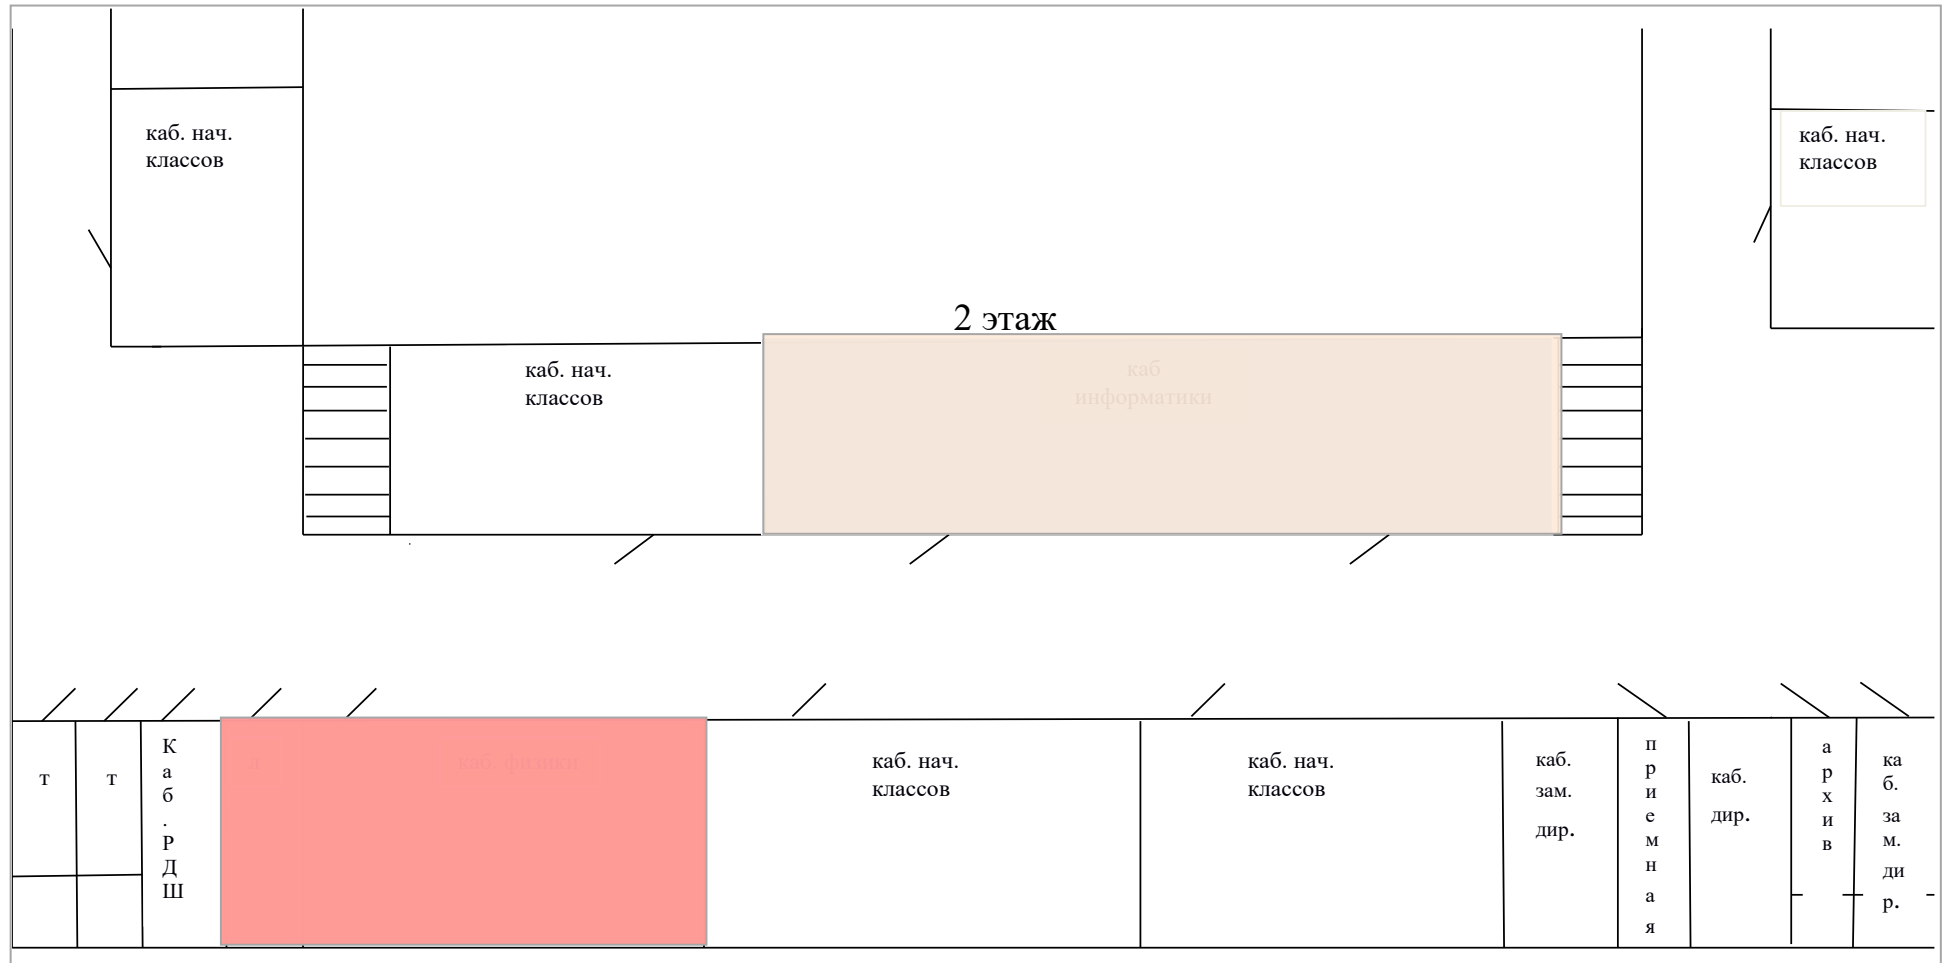 каб. нач.
классов
каб. нач.
классов
2 этаж
каб. нач.
классов
каб
информатики
т
т
К
а
б
.
Р
Д
Ш
каб. физики
каб. нач.
классов
каб. нач.
классов
каб.
зам.
дир.
п
р
и
е
м
н
а
я
каб.
дир.
а
р
х
и
в
ка
б.
за
м.
ди
р.